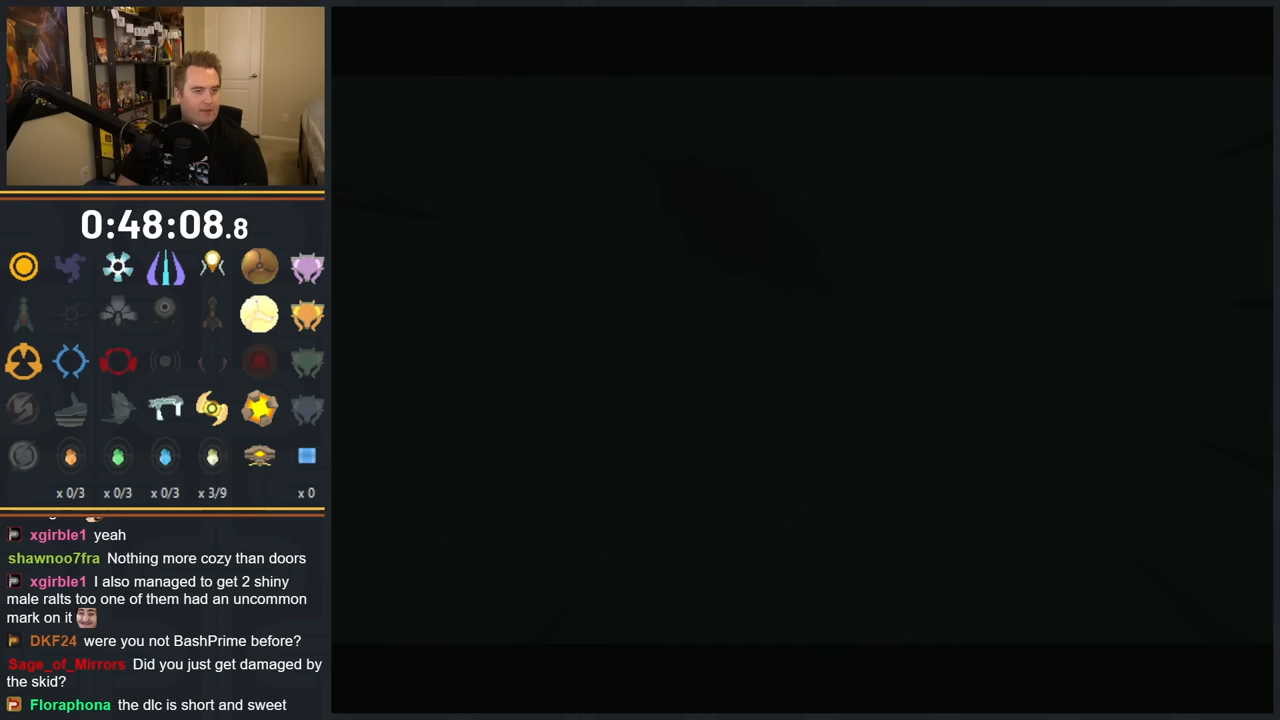 0:48:08.8
x 0/3
x 0/3
x 0/3
x 3/9
x 0
xgirble1 yeah
shawnoo7fra Nothing more cozy than doors
xgirble1 I also managed to get 2 shiny
male ralts too one of them had an uncommon
mark on it
DKF24 were you not BashPrime before?
Sage_of_Mirrors Did you just get damaged by
the skid?
Floraphona the dlc is short and sweet